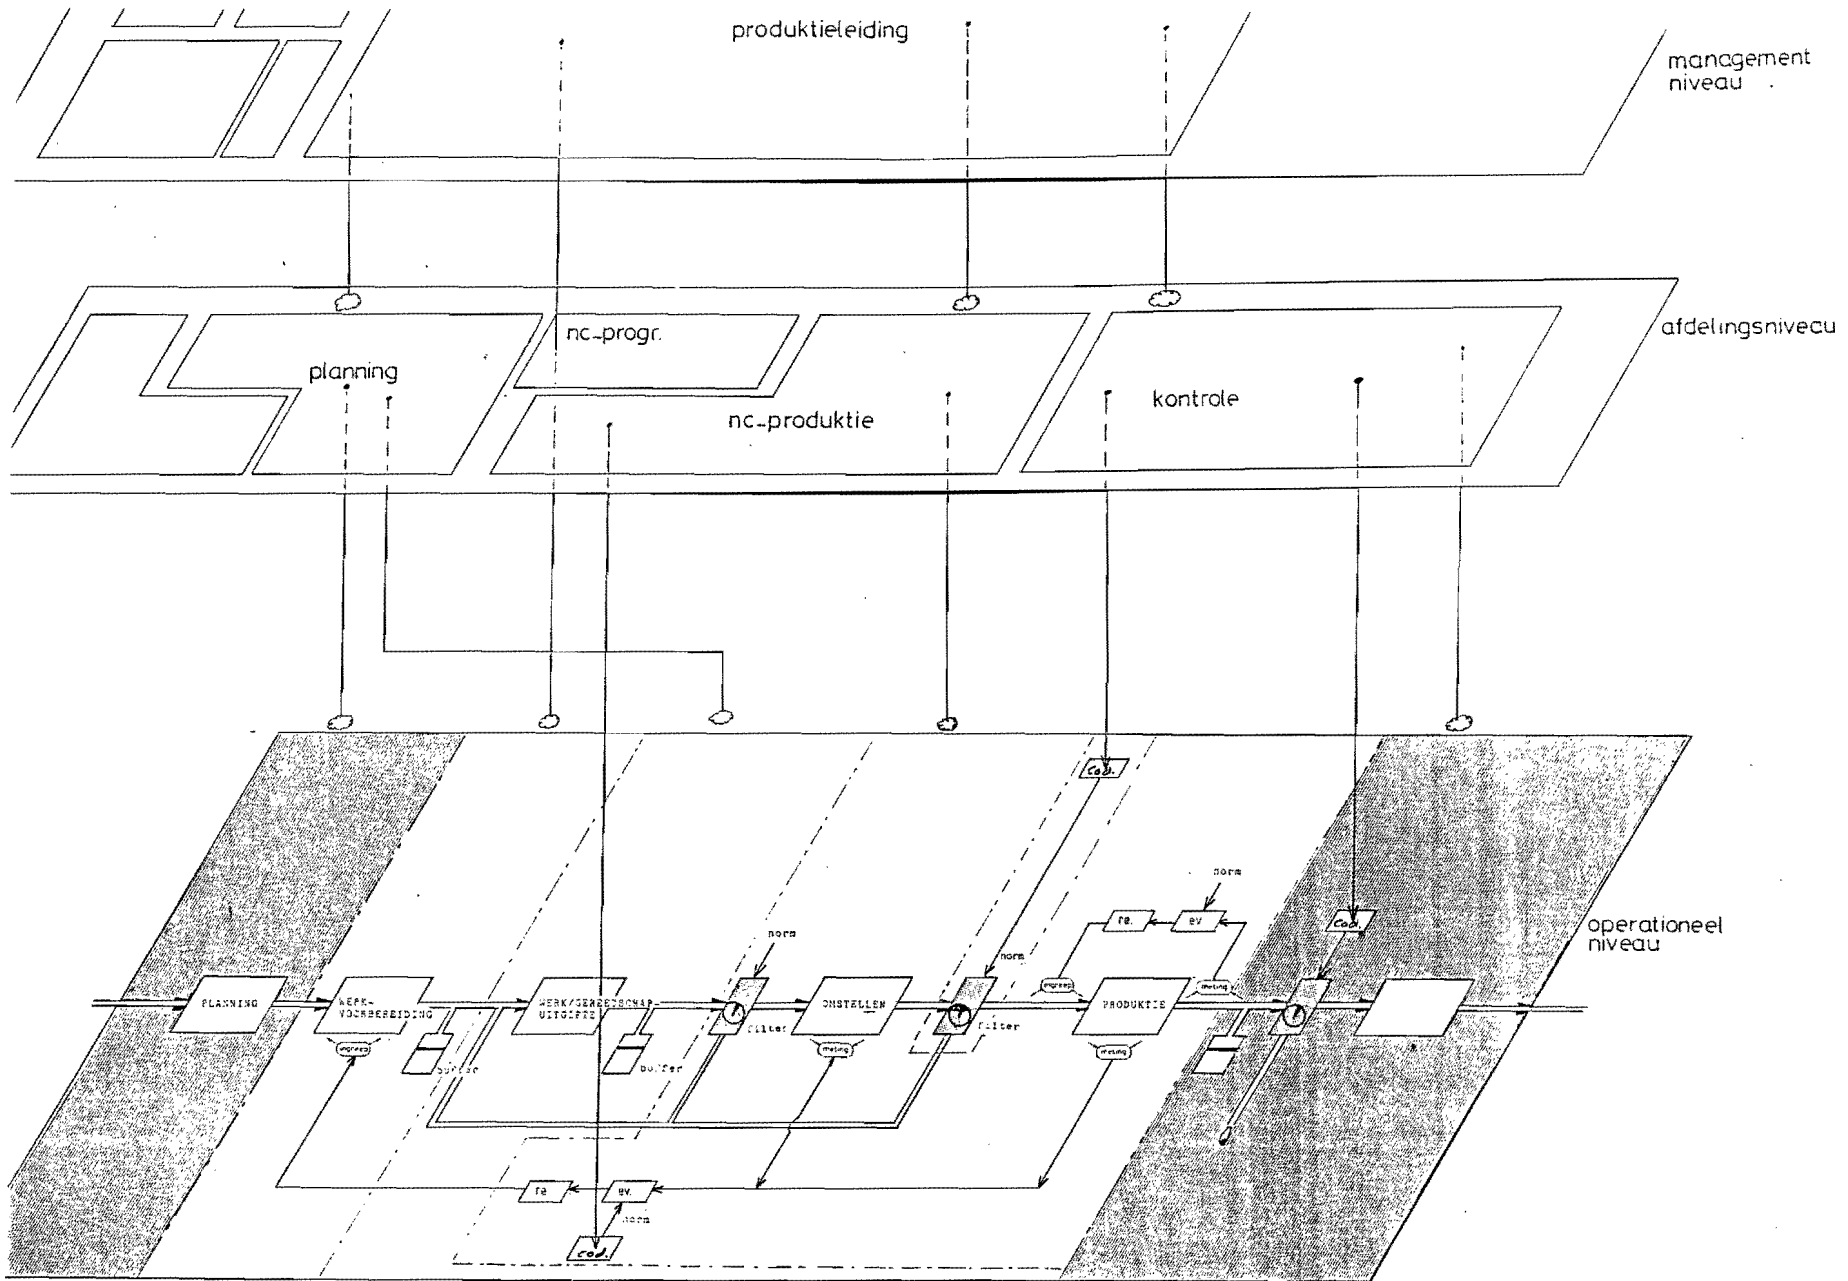 produktieleiding
management
niveau
nc-progr.
afdelingsniveau
planning
kontrole
nc-produktie
cod.
norm
re.
ev
cod.
operationeel
niveau
norm
norm
ingreep
meting
PLANNING
WERK-
VOORBEREIDING
WERK/GEREEDSCHAP-
UITGIFTE
OMSTELLEN
PRODUKTIE
filter
filter
ingreep
meting
meting
buffer
buffer
re
ev.
norm
cod.